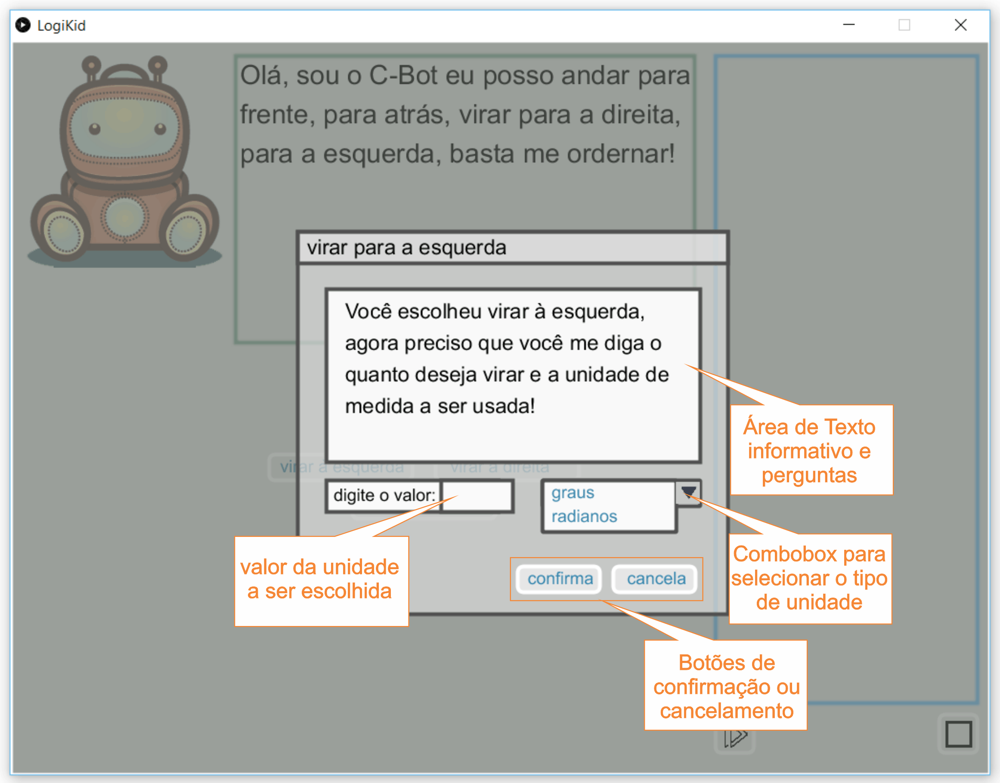 LogiKid
Olá, sou o C-Bot eu posso andar para
frente, para atrás, virar para a direita,
para a esquerda, basta me ordernar!
virar para a esquerda
Você escolheu virar à esquerda,
agora preciso que você me diga o
quanto deseja virar e a unidade de
medida a ser usada!
Área de Texto
informativo e
perguntas
virar à esquerda
virar à direita
digite o valor:
graus
radianos
valor da unidade
a ser escolhida
Combobox para
selecionar o tipo
de unidade
confirma
cancela
Botões de
confirmação ou
cancelamento